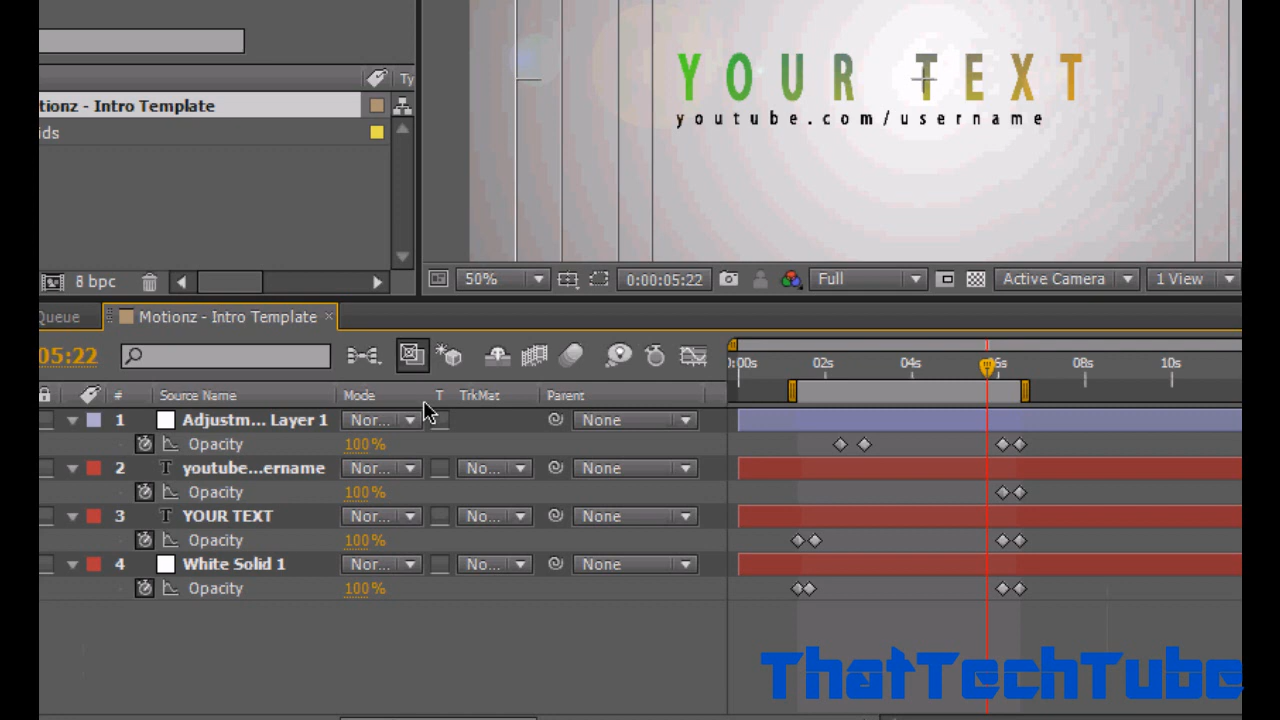 Ty
tionz - Intro Template
ids
8 bpc
YOUR TEXT
youtube.com/username
50%
0:00:05:22
Full
Active Camera
1 View
Queue
Motionz - Intro Template ×
05:22
:00s 02s 04s 6s 08s 10s
# Source Name Mode T TrkMat Parent
1 Adjustm... Layer 1 Nor... None
Opacity 100%
2 T youtube...ername Nor... No... None
Opacity 100%
3 T YOUR TEXT Nor... No... None
Opacity 100%
4 White Solid 1 Nor... No... None
Opacity 100%
ThatTechTube